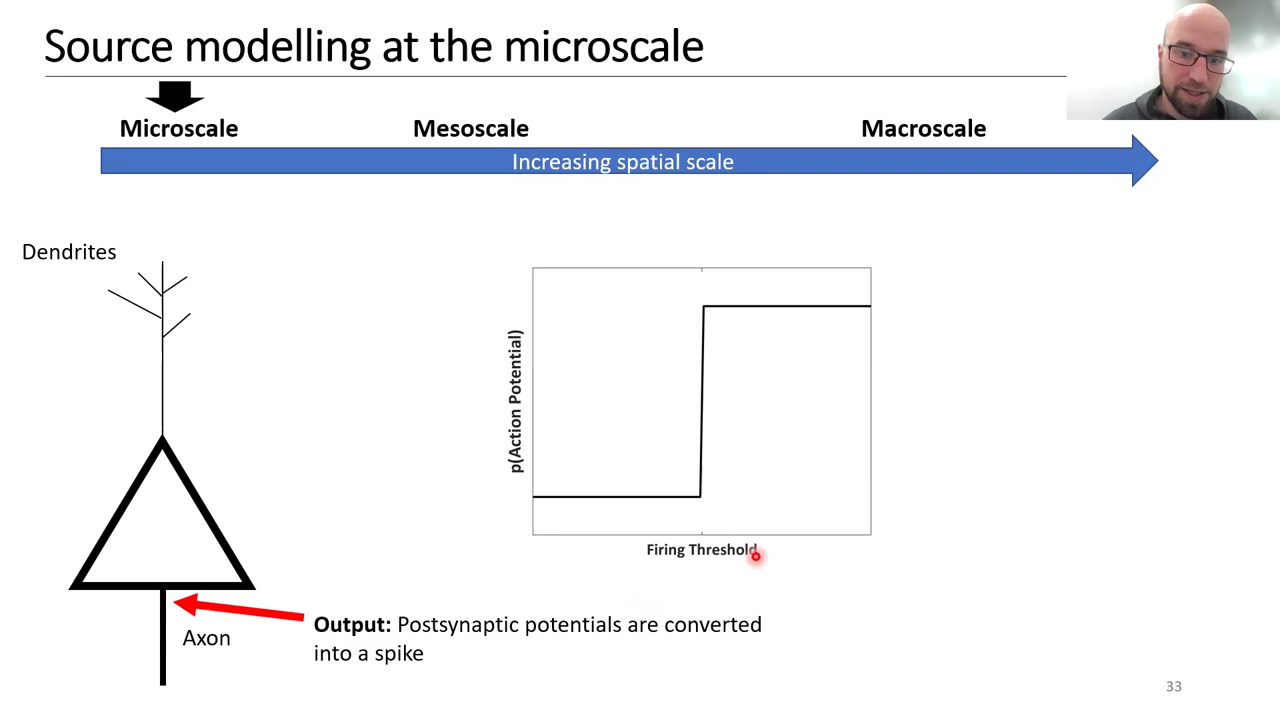 Source modelling at the microscale
Microscale
Mesoscale
Macroscale
Increasing spatial scale
Dendrites
p(Action Potential)
Firing Threshold
Output: Postsynaptic potentials are converted
into a spike
Axon
33